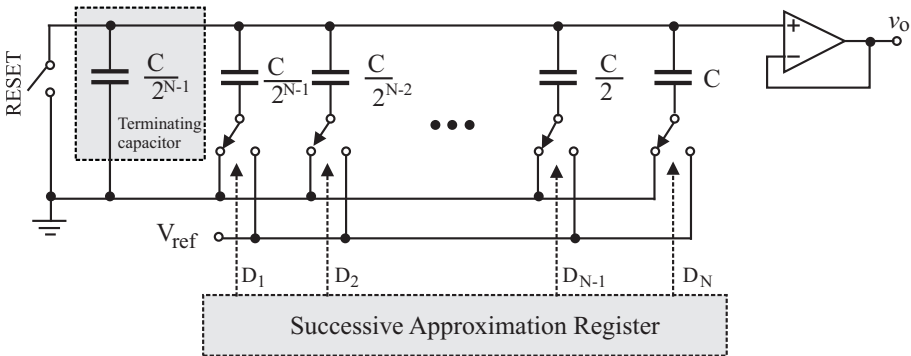 RESET
C
2^{N-1}
Terminating
capacitor
C
2^{N-1}
C
2^{N-2}
C
2
C
+
-
v_o
V_ref
D_1
D_2
D_{N-1}
D_N
Successive Approximation Register